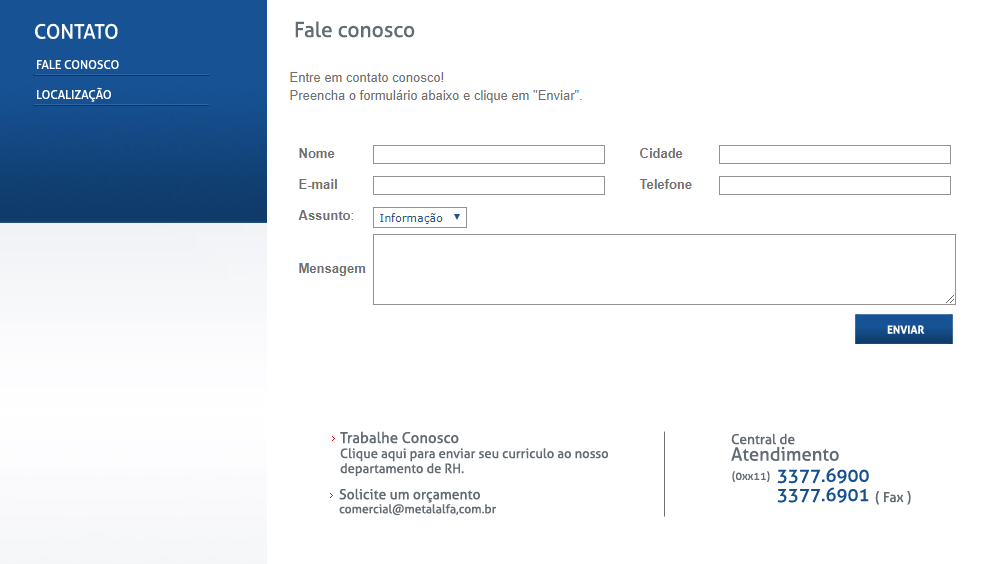 CONTATO
FALE CONOSCO
LOCALIZAÇÃO
Fale conosco
Entre em contato conosco!
Preencha o formulário abaixo e clique em "Enviar".
Nome
Cidade
E-mail
Telefone
Assunto:
Informação
Mensagem
ENVIAR
Trabalhe Conosco
Clique aqui para enviar seu curriculo ao nosso
departamento de RH.
Solicite um orçamento
comercial@metalalfa,com.br
Central de
Atendimento
(0xx11) 3377.6900
3377.6901 ( Fax )